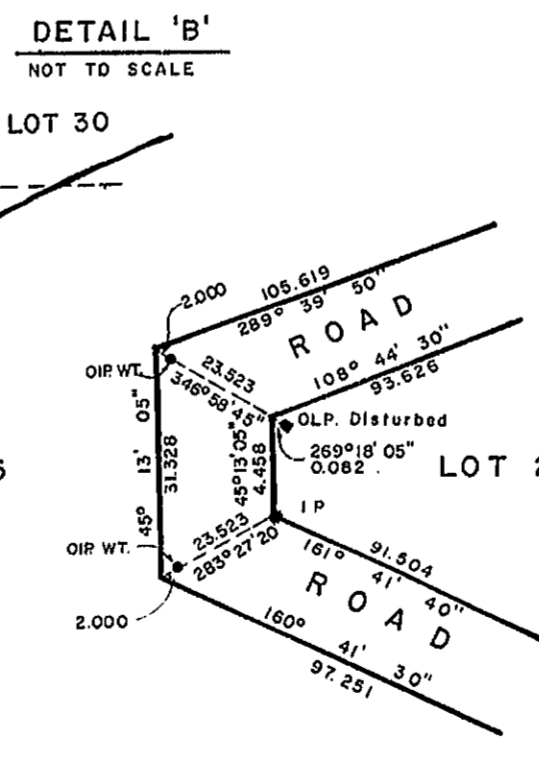 DETAIL 'B'
NOT TO SCALE
LOT 30
105.619
289° 39' 50"
ROAD
2.000
OIP. WT.
23.523
346° 58' 45"
108° 44' 30"
93.626
OLP. Disturbed
269° 18' 05"
0.082
LOT
45° 13' 05"
31.328
45° 13' 05"
4.458
IP
OIP. WT.
23.523
283° 27' 20"
161° 41' 40"
91.504
ROAD
2.000
160° 41' 30"
97.251